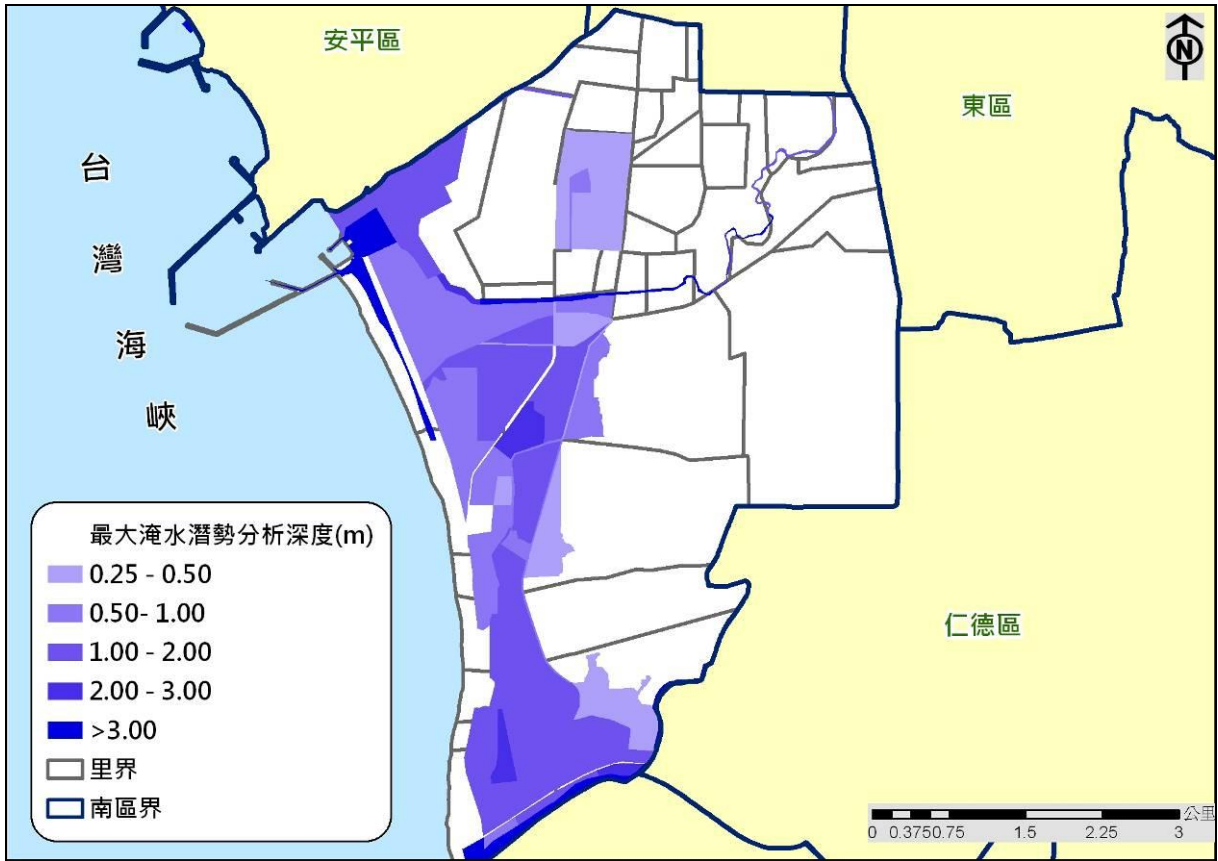 安平區
N
東區
台
灣
海
峽
最大淹水潛勢分析深度(m)
0.25 - 0.50
0.50- 1.00
1.00 - 2.00
2.00 - 3.00
>3.00
里界
南區界
仁德區
公里
0 0.3750.75 1.5 2.25 3